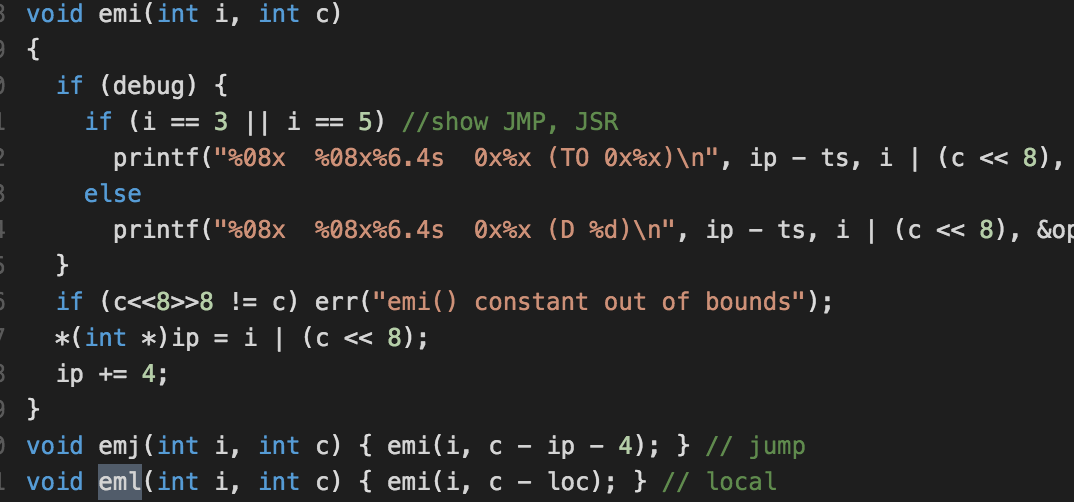 void emi(int i, int c)
{
  if (debug) {
    if (i == 3 || i == 5) //show JMP, JSR
      printf("%08x  %08x%6.4s  0x%x (TO 0x%x)\n", ip - ts, i | (c << 8),
    else
      printf("%08x  %08x%6.4s  0x%x (D %d)\n", ip - ts, i | (c << 8), &op
  }
  if (c<<8>>8 != c) err("emi() constant out of bounds");
  *(int *)ip = i | (c << 8);
  ip += 4;
}
void emj(int i, int c) { emi(i, c - ip - 4); } // jump
void eml(int i, int c) { emi(i, c - loc); } // local